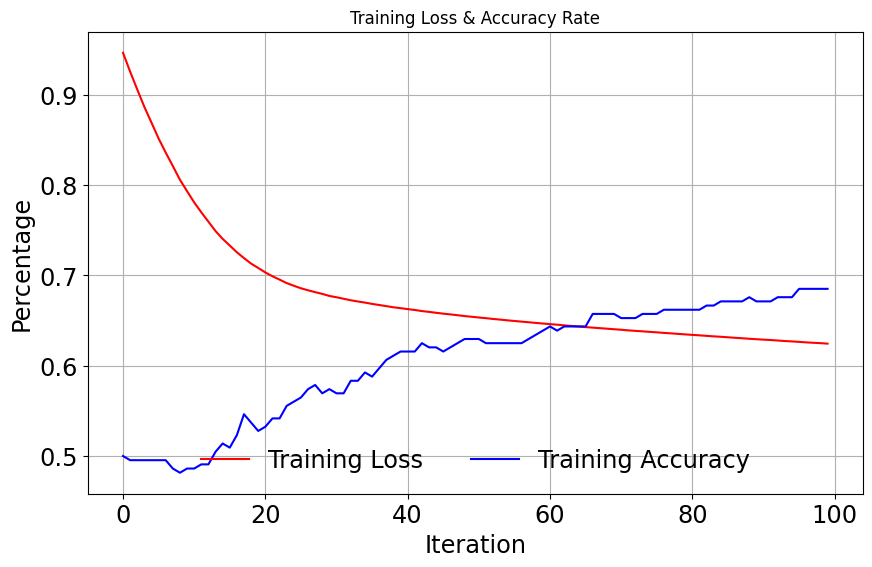 Training Loss & Accuracy Rate
Percentage
0.9
0.8
0.7
0.6
0.5
Training Loss Training Accuracy
0 20 40 60 80 100
Iteration